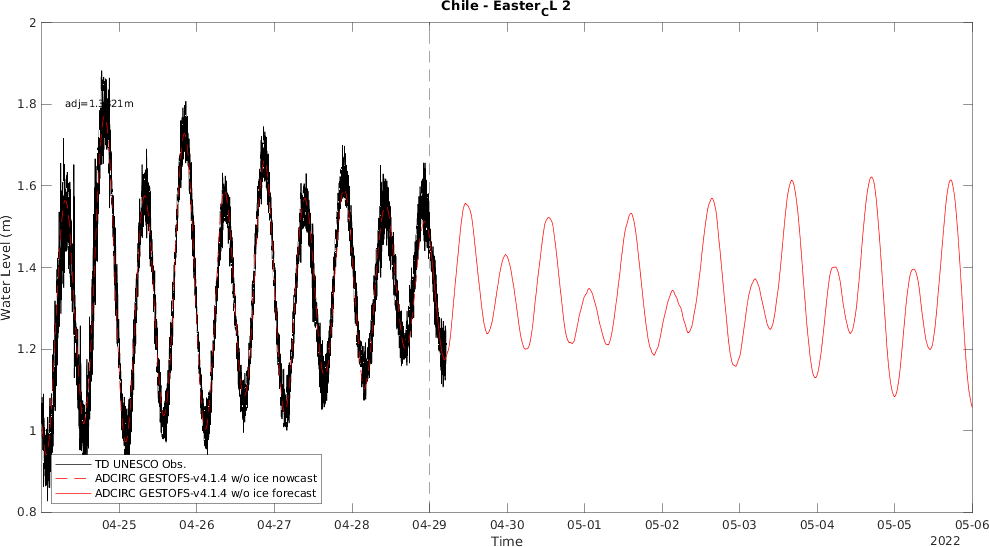 Chile - Easter_CL 2
2
1.8
1.6
1.4
1.2
1
0.8
Water Level (m)
TD UNESCO Obs.
ADCIRC GESTOFS-v4.1.4 w/o ice nowcast
ADCIRC GESTOFS-v4.1.4 w/o ice forecast
04-25 04-26 04-27 04-28 04-29 04-30 05-01 05-02 05-03 05-04 05-05 05-06
Time
2022